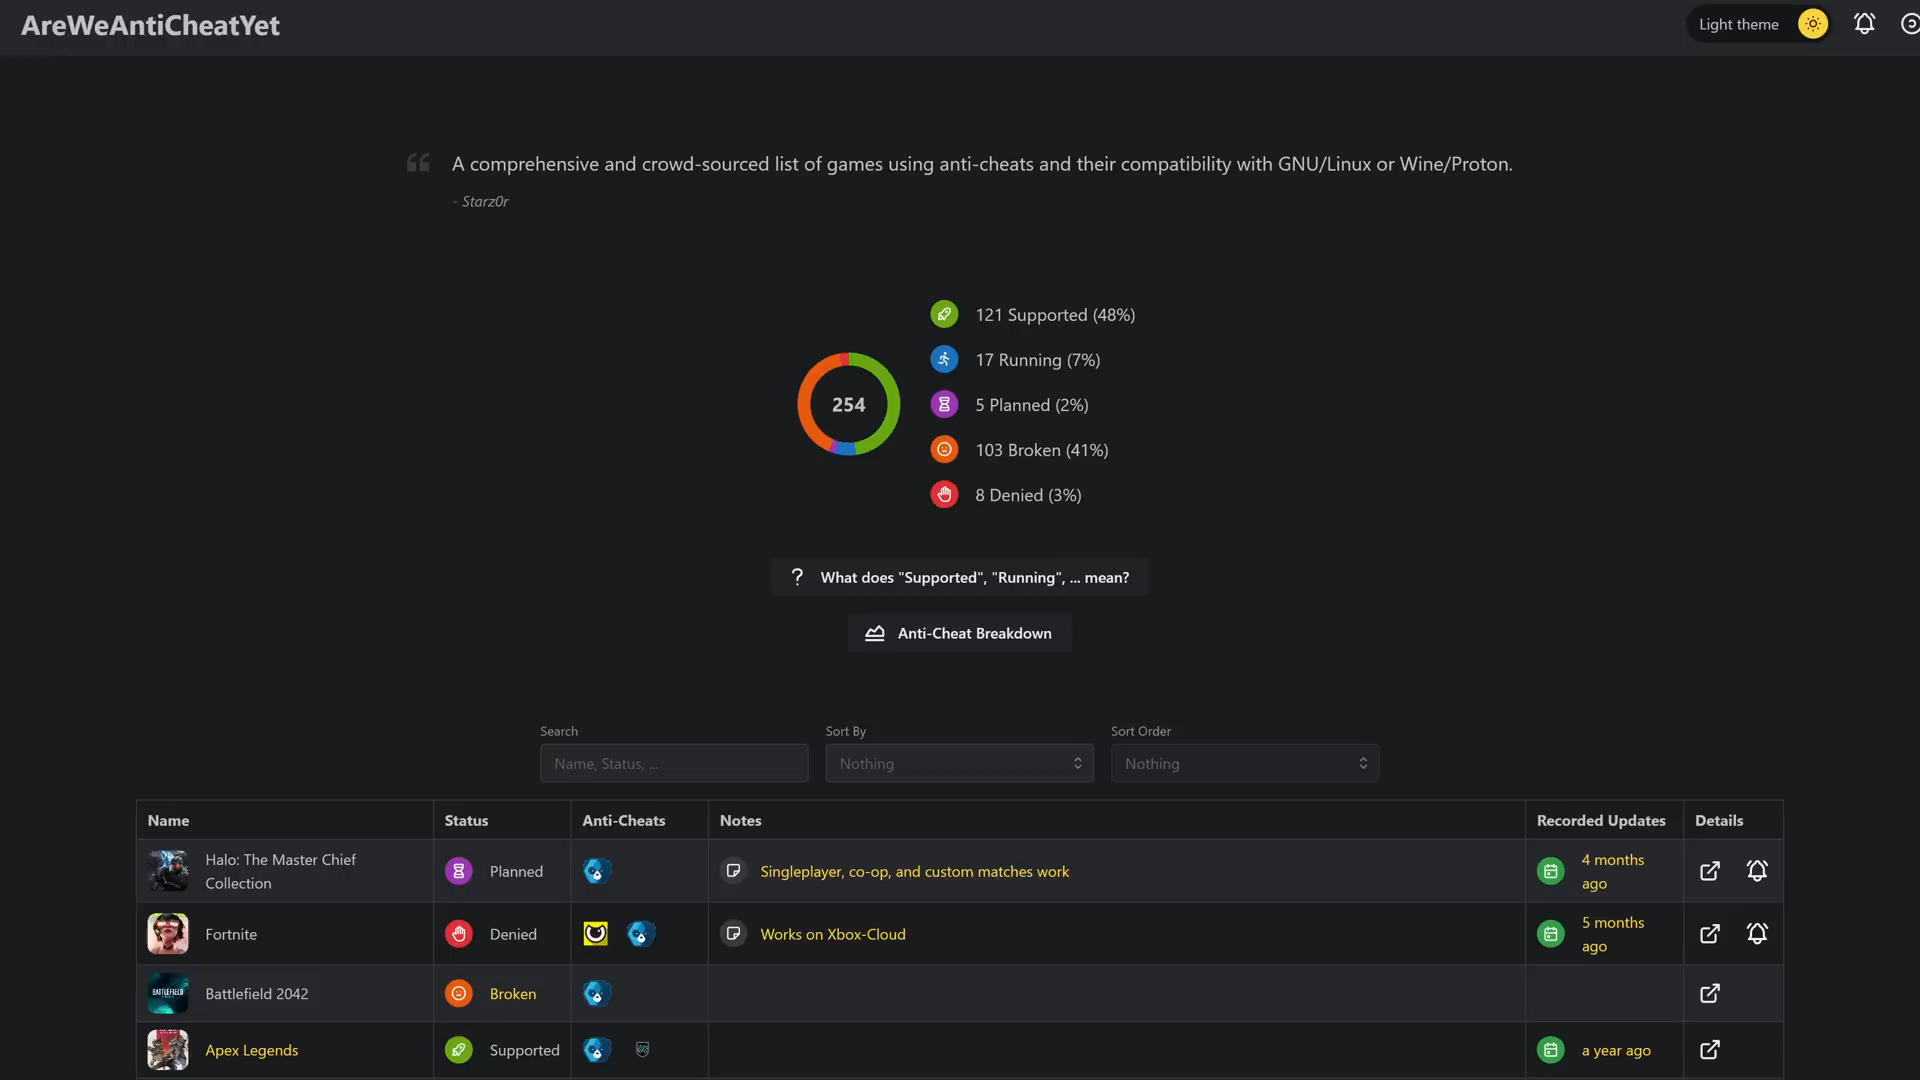 AreWeAntiCheatYet
Light theme
A comprehensive and crowd-sourced list of games using anti-cheats and their compatibility with GNU/Linux or Wine/Proton.
- Starz0r
254
121 Supported (48%)
17 Running (7%)
5 Planned (2%)
103 Broken (41%)
8 Denied (3%)
? What does "Supported", "Running", ... mean?
Anti-Cheat Breakdown
Search
Sort By
Sort Order
Name, Status, ...
Nothing
Nothing
Name Status Anti-Cheats Notes Recorded Updates Details
Halo: The Master Chief
Collection
Planned
Singleplayer, co-op, and custom matches work
4 months
ago
Fortnite
Denied
Works on Xbox-Cloud
5 months
ago
BATTLEFIELD
Battlefield 2042
Broken
Apex Legends
Supported
a year ago